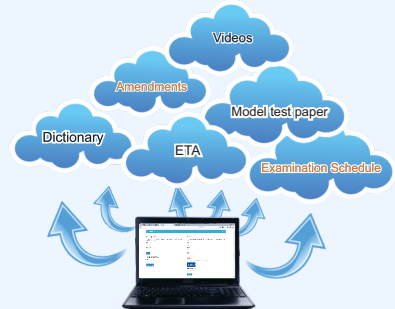 Videos
Amendments
Model test paper
Dictionary
ETA
Examination Schedule